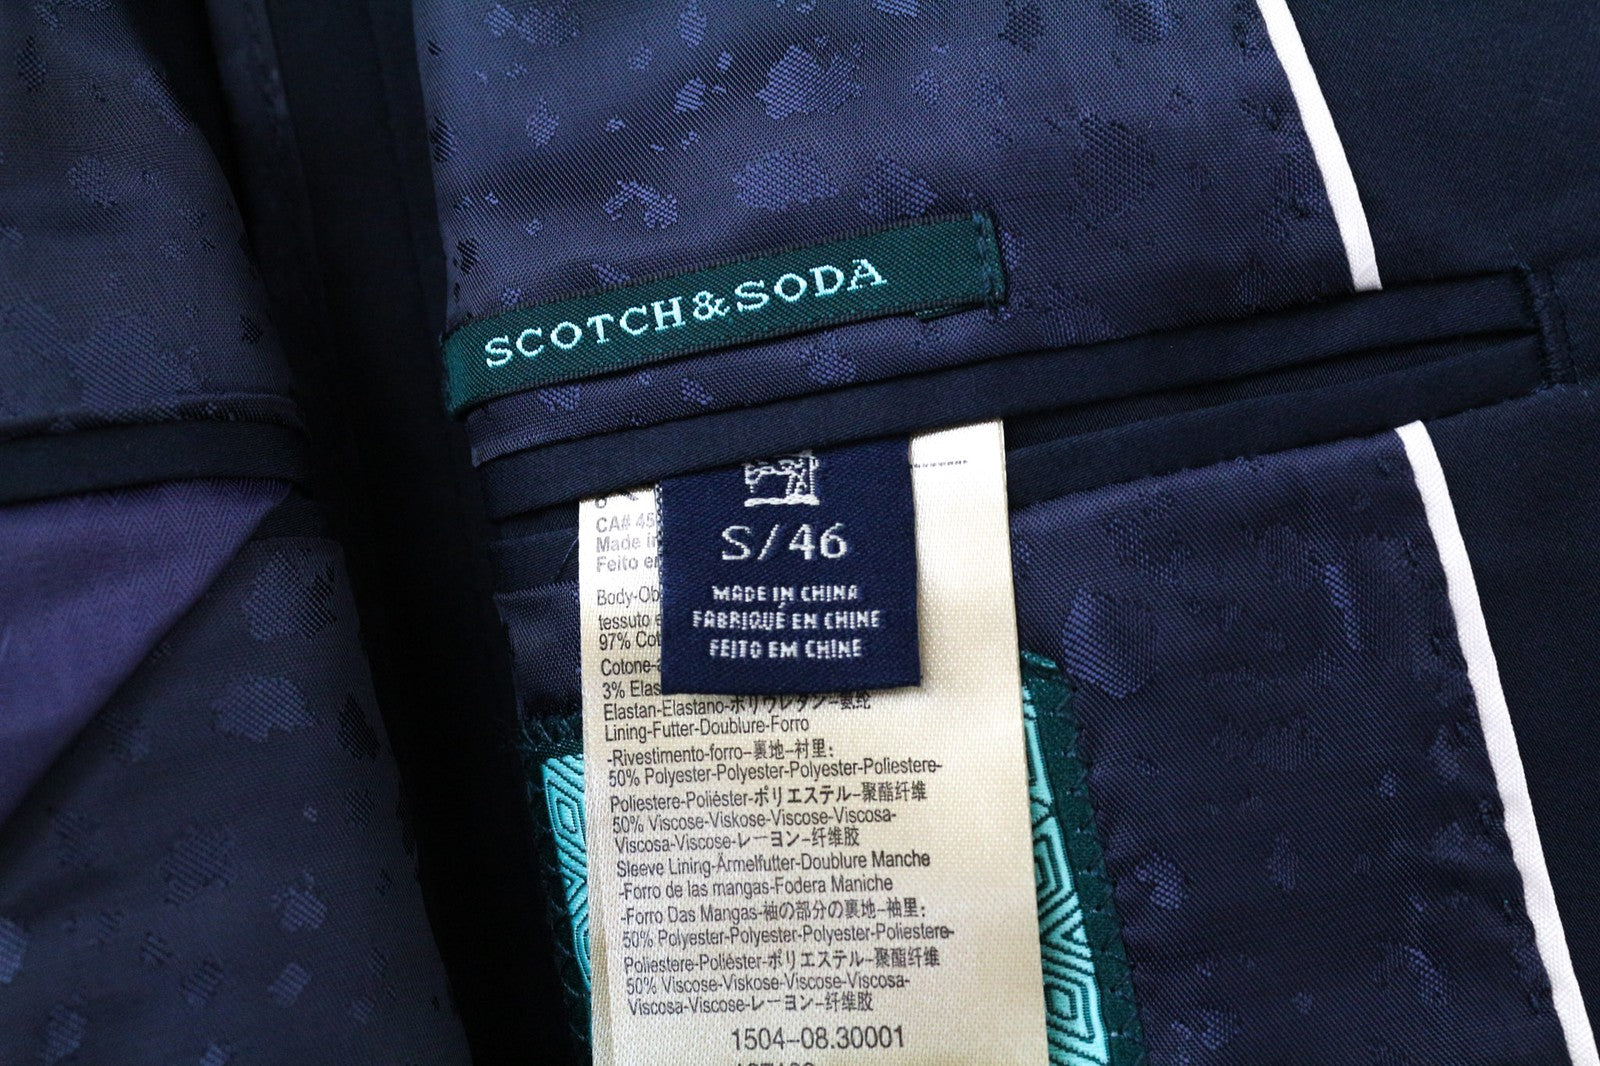 SCOTCH&SODA
S/46
MADE IN CHINA
FABRIQUÉ EN CHINE
FEITO EM CHINE
CA# 45
Made in
Feito em
Body-Ob
tessuto
97% Cot
Cotone-
3% Elas
Elastan-Elastano-ポリウレタン-氨纶
Lining-Futter-Doublure-Forro
-Rivestimento-forro-裏地-衬里:
50% Polyester-Polyester-Polyester-Poliestere-
Poliestere-Poliéster-ポリエステル-聚酯纤维
50% Viscose-Viskose-Viscose-Viscosa-
Viscosa-Viscose-レーヨン-纤维胶
Sleeve Lining-Ärmelfutter-Doublure Manche
-Forro de las mangas-Fodera Maniche
-Forro Das Mangas-袖の部分の裏地-袖里:
50% Polyester-Polyester-Polyester-Poliestere-
Poliestere-Poliéster-ポリエステル-聚酯纤维
50% Viscose-Viskose-Viscose-Viscosa-
Viscosa-Viscose-レーヨン-纤维胶
1504-08.30001